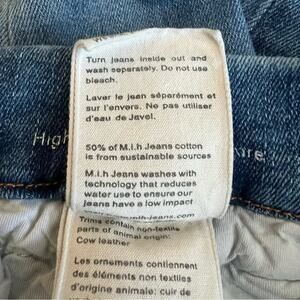 Turn jeans inside out and
wash separately. Do not use
bleach.
Laver le jean séparément et
sur l'envers. Ne pas utiliser
d'eau de Javel.
High
50% of M.i.h Jeans cotton
is from sustainable sources
M.i.h Jeans washes with
technology that reduces
water use to ensure our
jeans have a low impact
Trims contain non-textile
parts of animal origin:
Cow leather
Les ornements contiennent
des éléments non textiles
d'origine animale: cuir de